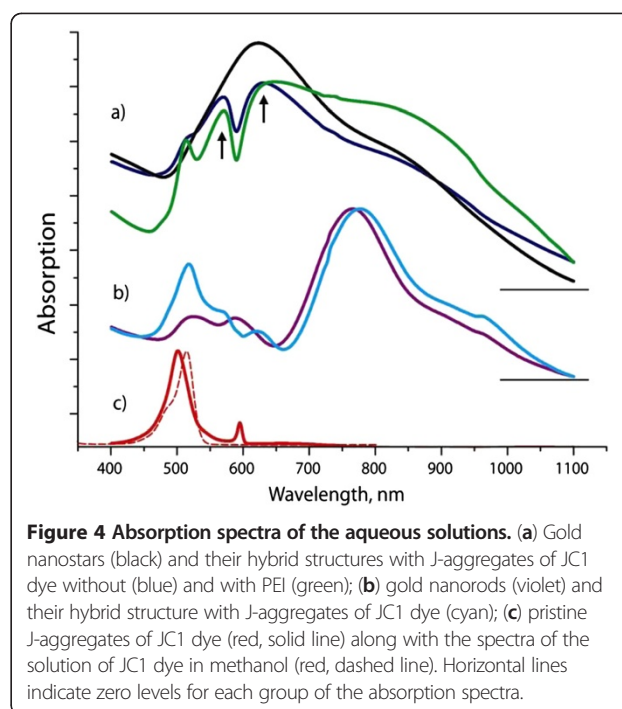 a)
b)
c)
Absorption
400 500 600 700 800 900 1000 1100
Wavelength, nm
Figure 4 Absorption spectra of the aqueous solutions. (a) Gold
nanostars (black) and their hybrid structures with J-aggregates of JC1
dye without (blue) and with PEI (green); (b) gold nanorods (violet) and
their hybrid structure with J-aggregates of JC1 dye (cyan); (c) pristine
J-aggregates of JC1 dye (red, solid line) along with the spectra of the
solution of JC1 dye in methanol (red, dashed line). Horizontal lines
indicate zero levels for each group of the absorption spectra.